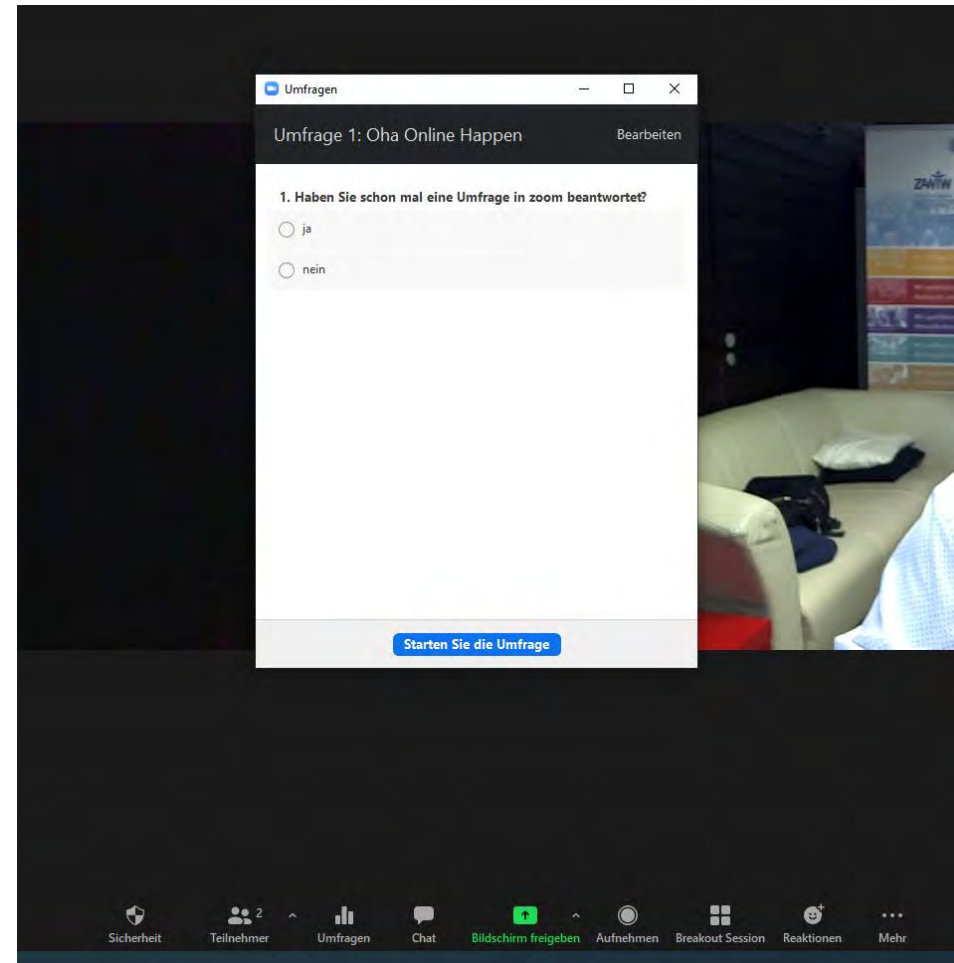 Umfragen
Umfrage 1: Oha Online Happen
Bearbeiten
1. Haben Sie schon mal eine Umfrage in zoom beantwortet?
ja
nein
Starten Sie die Umfrage
Sicherheit
Teilnehmer
2
Umfragen
Chat
Bildschirm freigeben
Aufnehmen
Breakout Session
Reaktionen
Mehr